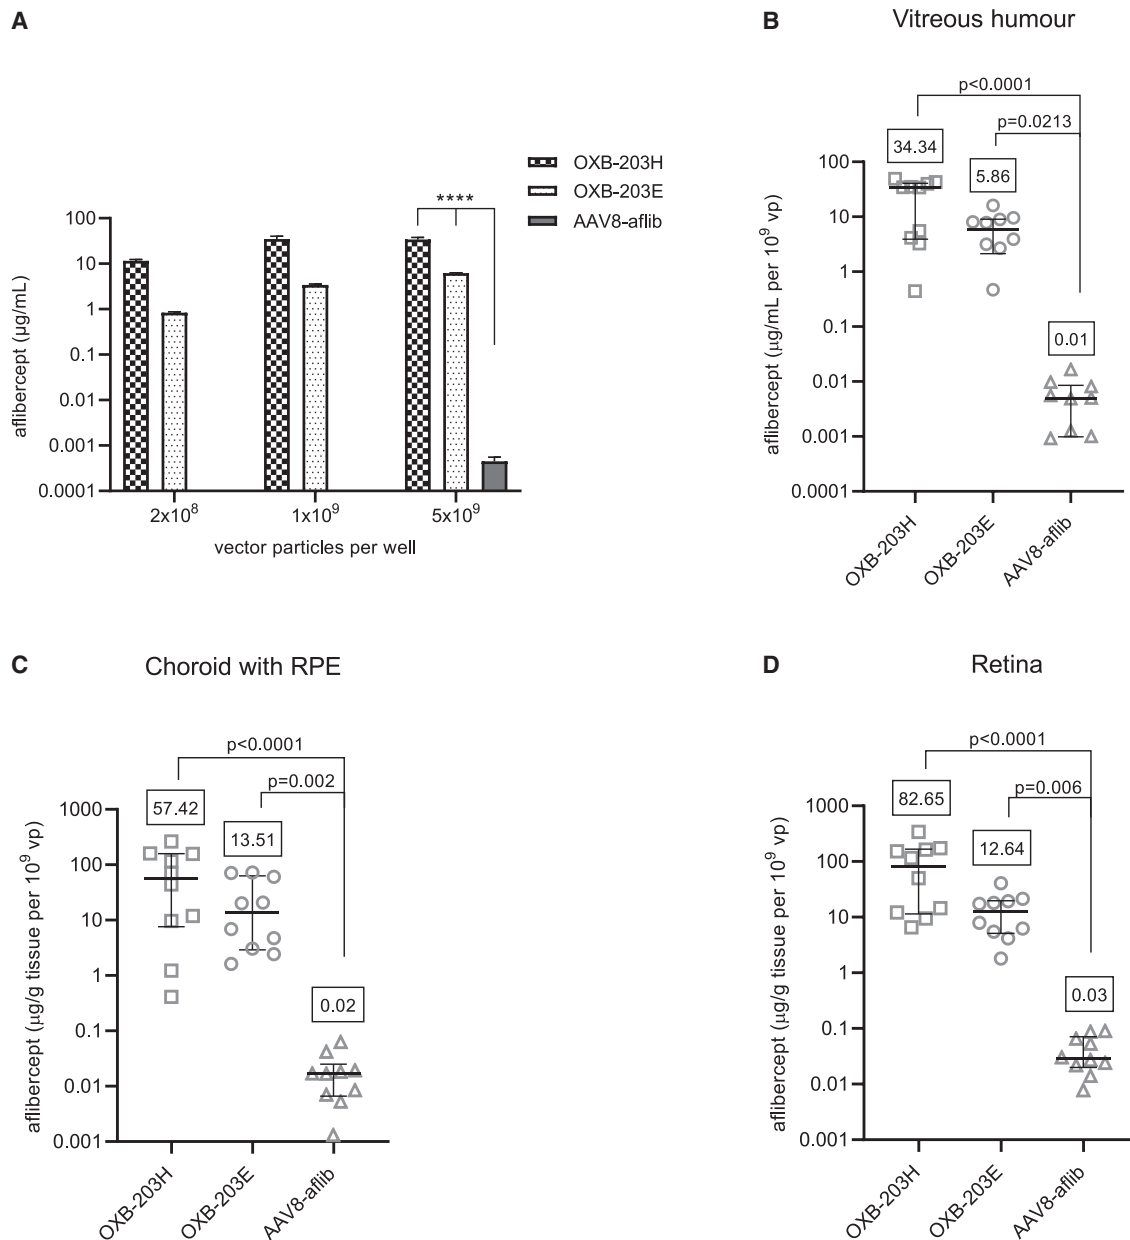 A
OXB-203H
OXB-203E
AAV8-aflib
****
aflibercept (µg/mL)
100
10
1
0.1
0.01
0.001
0.0001
2x10⁸
1x10⁹
5x10⁹
vector particles per well
B
Vitreous humour
p<0.0001
p=0.0213
34.34
5.86
0.01
aflibercept (µg/mL per 10⁹ vp)
100
10
1
0.1
0.01
0.001
0.0001
OXB-203H
OXB-203E
AAV8-aflib
C
Choroid with RPE
p<0.0001
p=0.002
57.42
13.51
0.02
aflibercept (µg/g tissue per 10⁹ vp)
1000
100
10
1
0.1
0.01
0.001
OXB-203H
OXB-203E
AAV8-aflib
D
Retina
p<0.0001
p=0.006
82.65
12.64
0.03
aflibercept (µg/g tissue per 10⁹ vp)
1000
100
10
1
0.1
0.01
0.001
OXB-203H
OXB-203E
AAV8-aflib